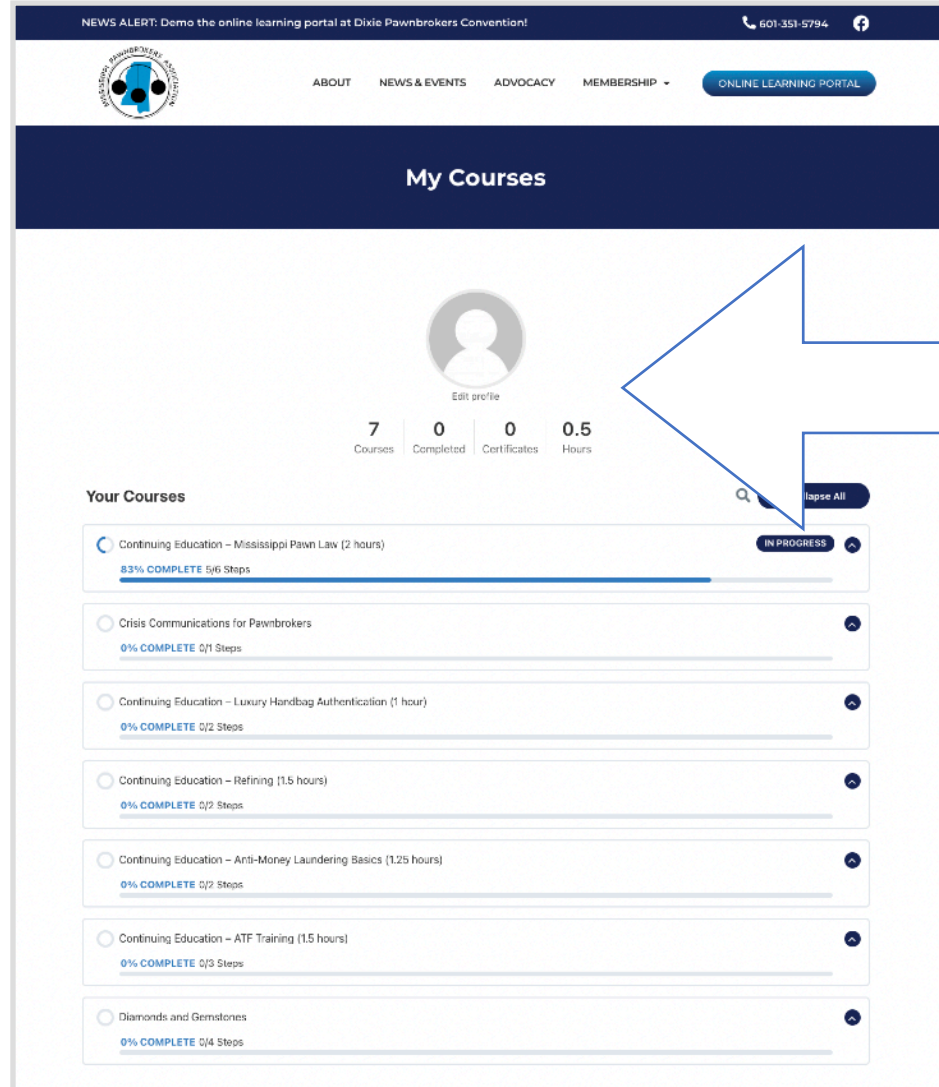 NEWS ALERT: Demo the online learning portal at Dixie Pawnbrokers Convention!
601-351-5794
MISSISSIPPI PAWNBROKERS ASSOCIATION
ABOUT NEWS & EVENTS ADVOCACY MEMBERSHIP ONLINE LEARNING PORTAL
My Courses
Edit profile
7 0 0 0.5
Courses Completed Certificates Hours
Your Courses
All
Continuing Education – Mississippi Pawn Law (2 hours) IN PROGRESS
83% COMPLETE 5/6 Steps
Crisis Communications for Pawnbrokers
0% COMPLETE 0/1 Steps
Continuing Education – Luxury Handbag Authentication (1 hour)
0% COMPLETE 0/2 Steps
Continuing Education – Refining (1.5 hours)
0% COMPLETE 0/2 Steps
Continuing Education – Anti-Money Laundering Basics (1.25 hours)
0% COMPLETE 0/2 Steps
Continuing Education – ATF Training (1.5 hours)
0% COMPLETE 0/3 Steps
Diamonds and Gemstones
0% COMPLETE 0/4 Steps